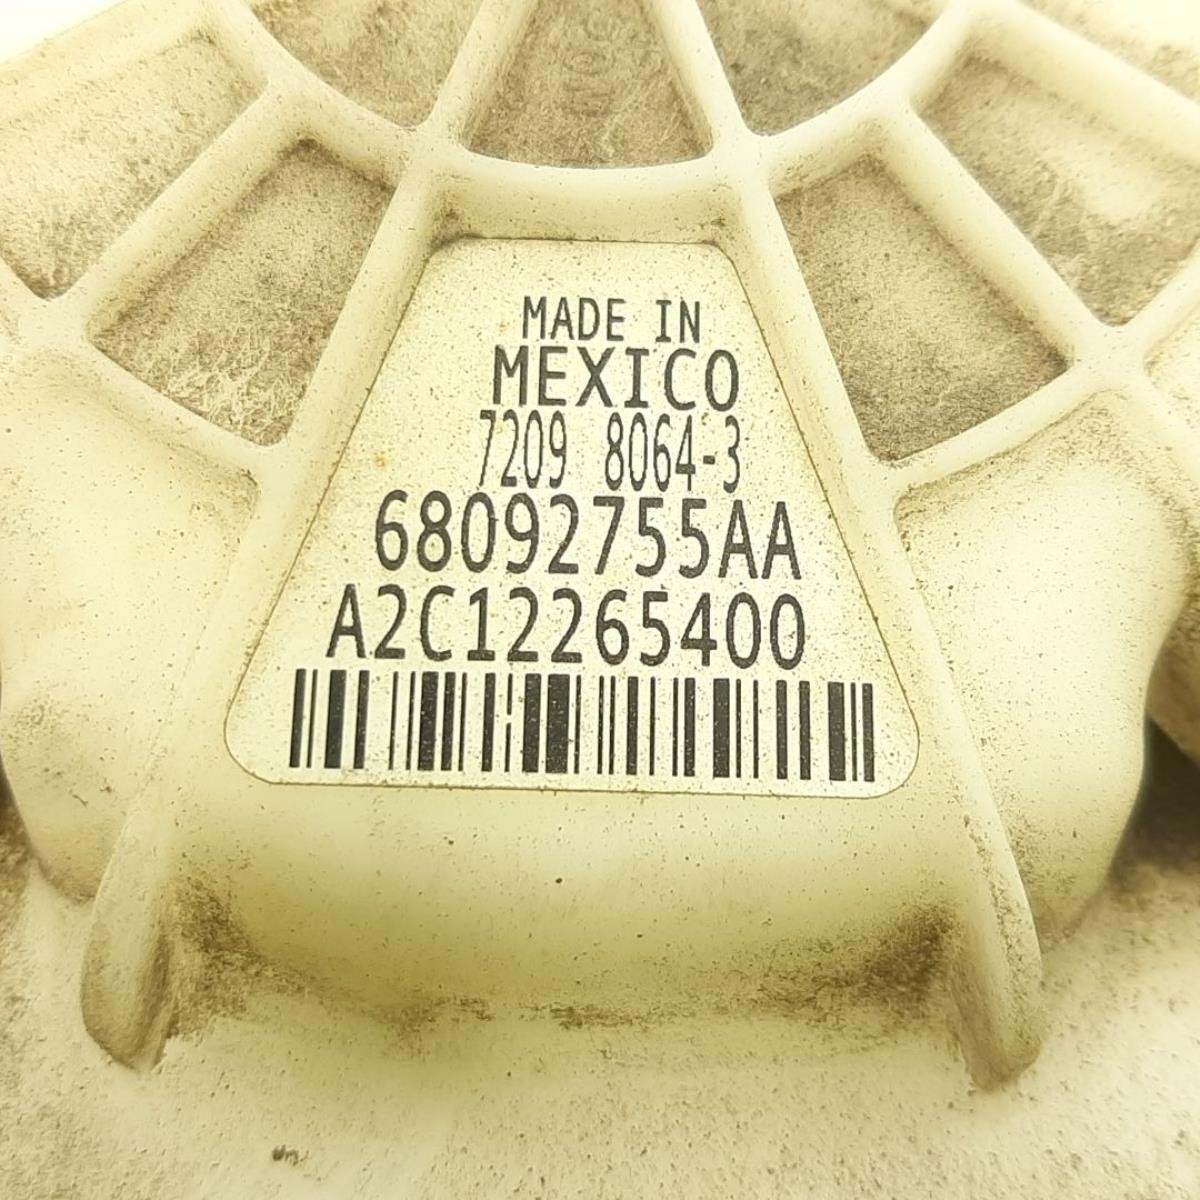 MADE IN
MEXICO
7209 8064-3
68092755AA
A2C12265400